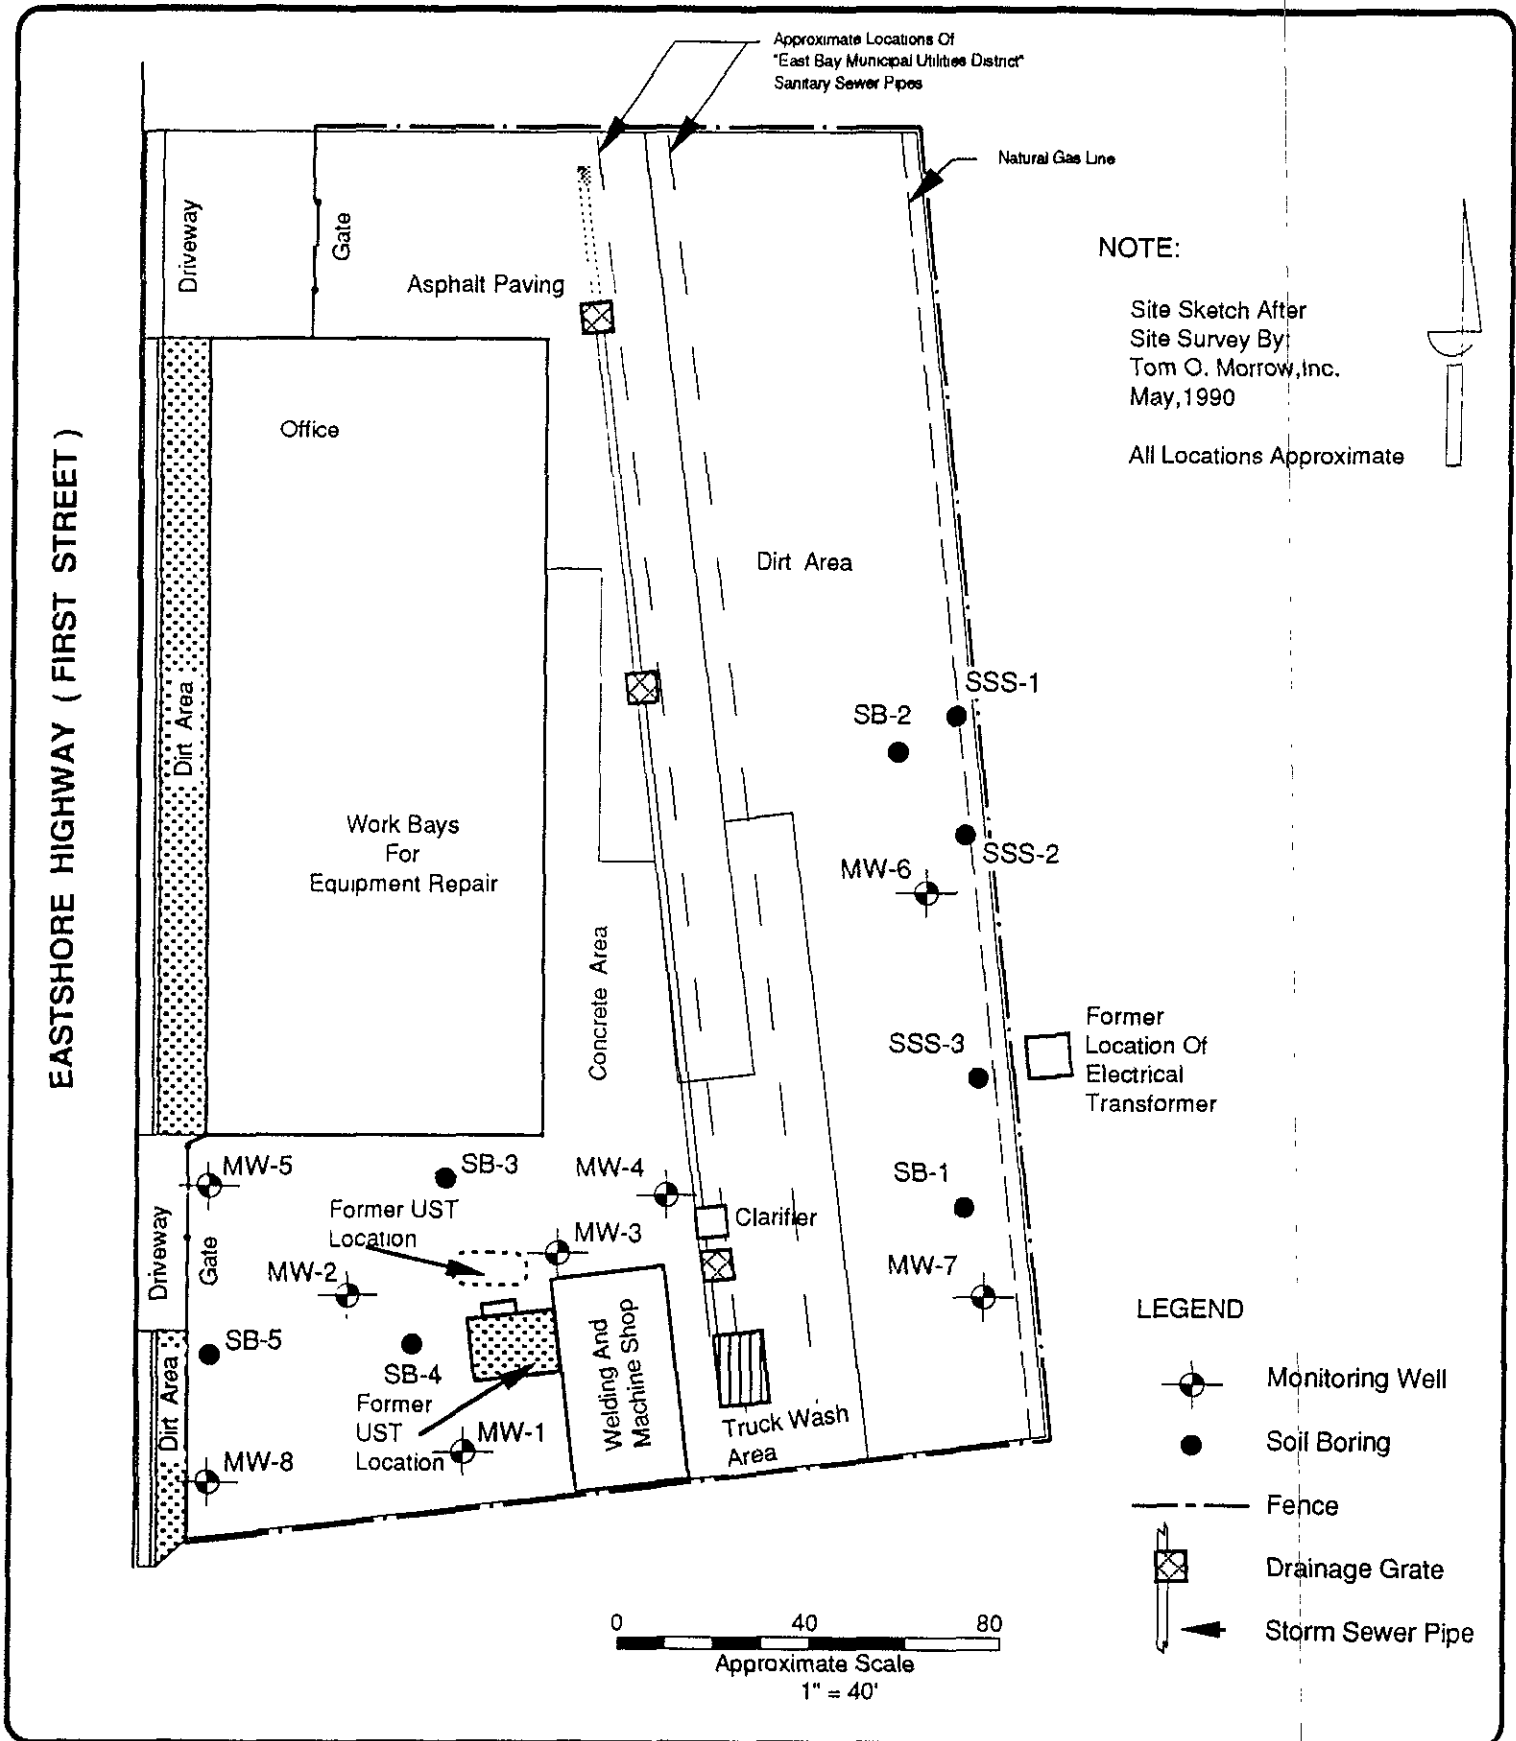 Approximate Locations Of
"East Bay Municipal Utilities District"
Sanitary Sewer Pipes
Natural Gas Line
Driveway
Gate
Asphalt Paving
NOTE:
Site Sketch After
Site Survey By:
Tom O. Morrow,Inc.
May,1990
All Locations Approximate
Office
EASTSHORE HIGHWAY ( FIRST STREET )
Dirt Area
Dirt Area
SSS-1
SB-2
Work Bays
For
Equipment Repair
SSS-2
MW-6
Concrete Area
Former
Location Of
Electrical
Transformer
SSS-3
MW-5
SB-3
MW-4
SB-1
Former UST
Location
Clarifier
MW-3
Driveway
Gate
MW-2
MW-7
SB-5
SB-4
Dirt Area
Former
UST
Location
MW-1
Welding And
Machine Shop
Truck Wash
Area
MW-8
LEGEND
Monitoring Well
Soil Boring
Fence
Drainage Grate
Storm Sewer Pipe
0 40 80
Approximate Scale
1" = 40'